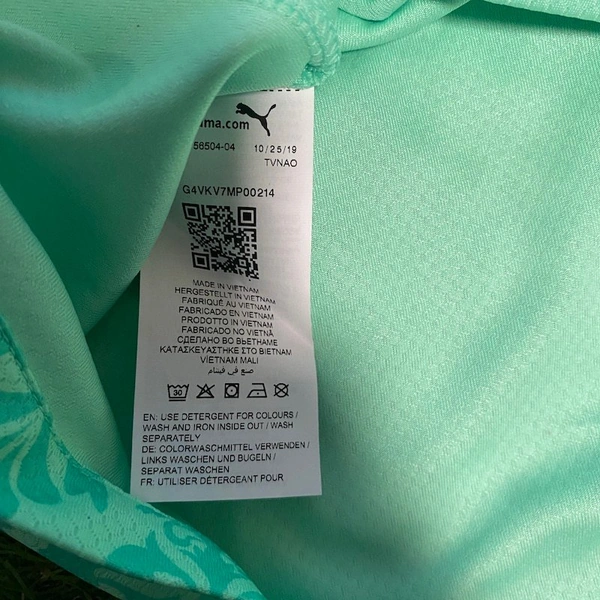 ma.com
56504-04 10/25/19
TVNAO
G4VKV7MP00214
MADE IN VIETNAM
HERGESTELLT IN VIETNAM
FABRIQUÉ AU VIETNAM
FABRICADO EN VIETNAM
PRODOTTO IN VIETNAM
FABRICADO NO VIETNÃ
СДЕЛАНО ВО ВЬЕТНАМЕ
ΚΑΤΑΣΚΕΥΑΣΤΗΚΕ ΣΤΟ ΒΙΕΤΝΑΜ
VİETNAM MALI
صنع في فيتنام
30
EN: USE DETERGENT FOR COLOURS /
WASH AND IRON INSIDE OUT / WASH
SEPARATELY
DE: COLORWASCHMITTEL VERWENDEN /
LINKS WASCHEN UND BÜGELN /
SEPARAT WASCHEN
FR: UTILISER DÉTERGEANT POUR